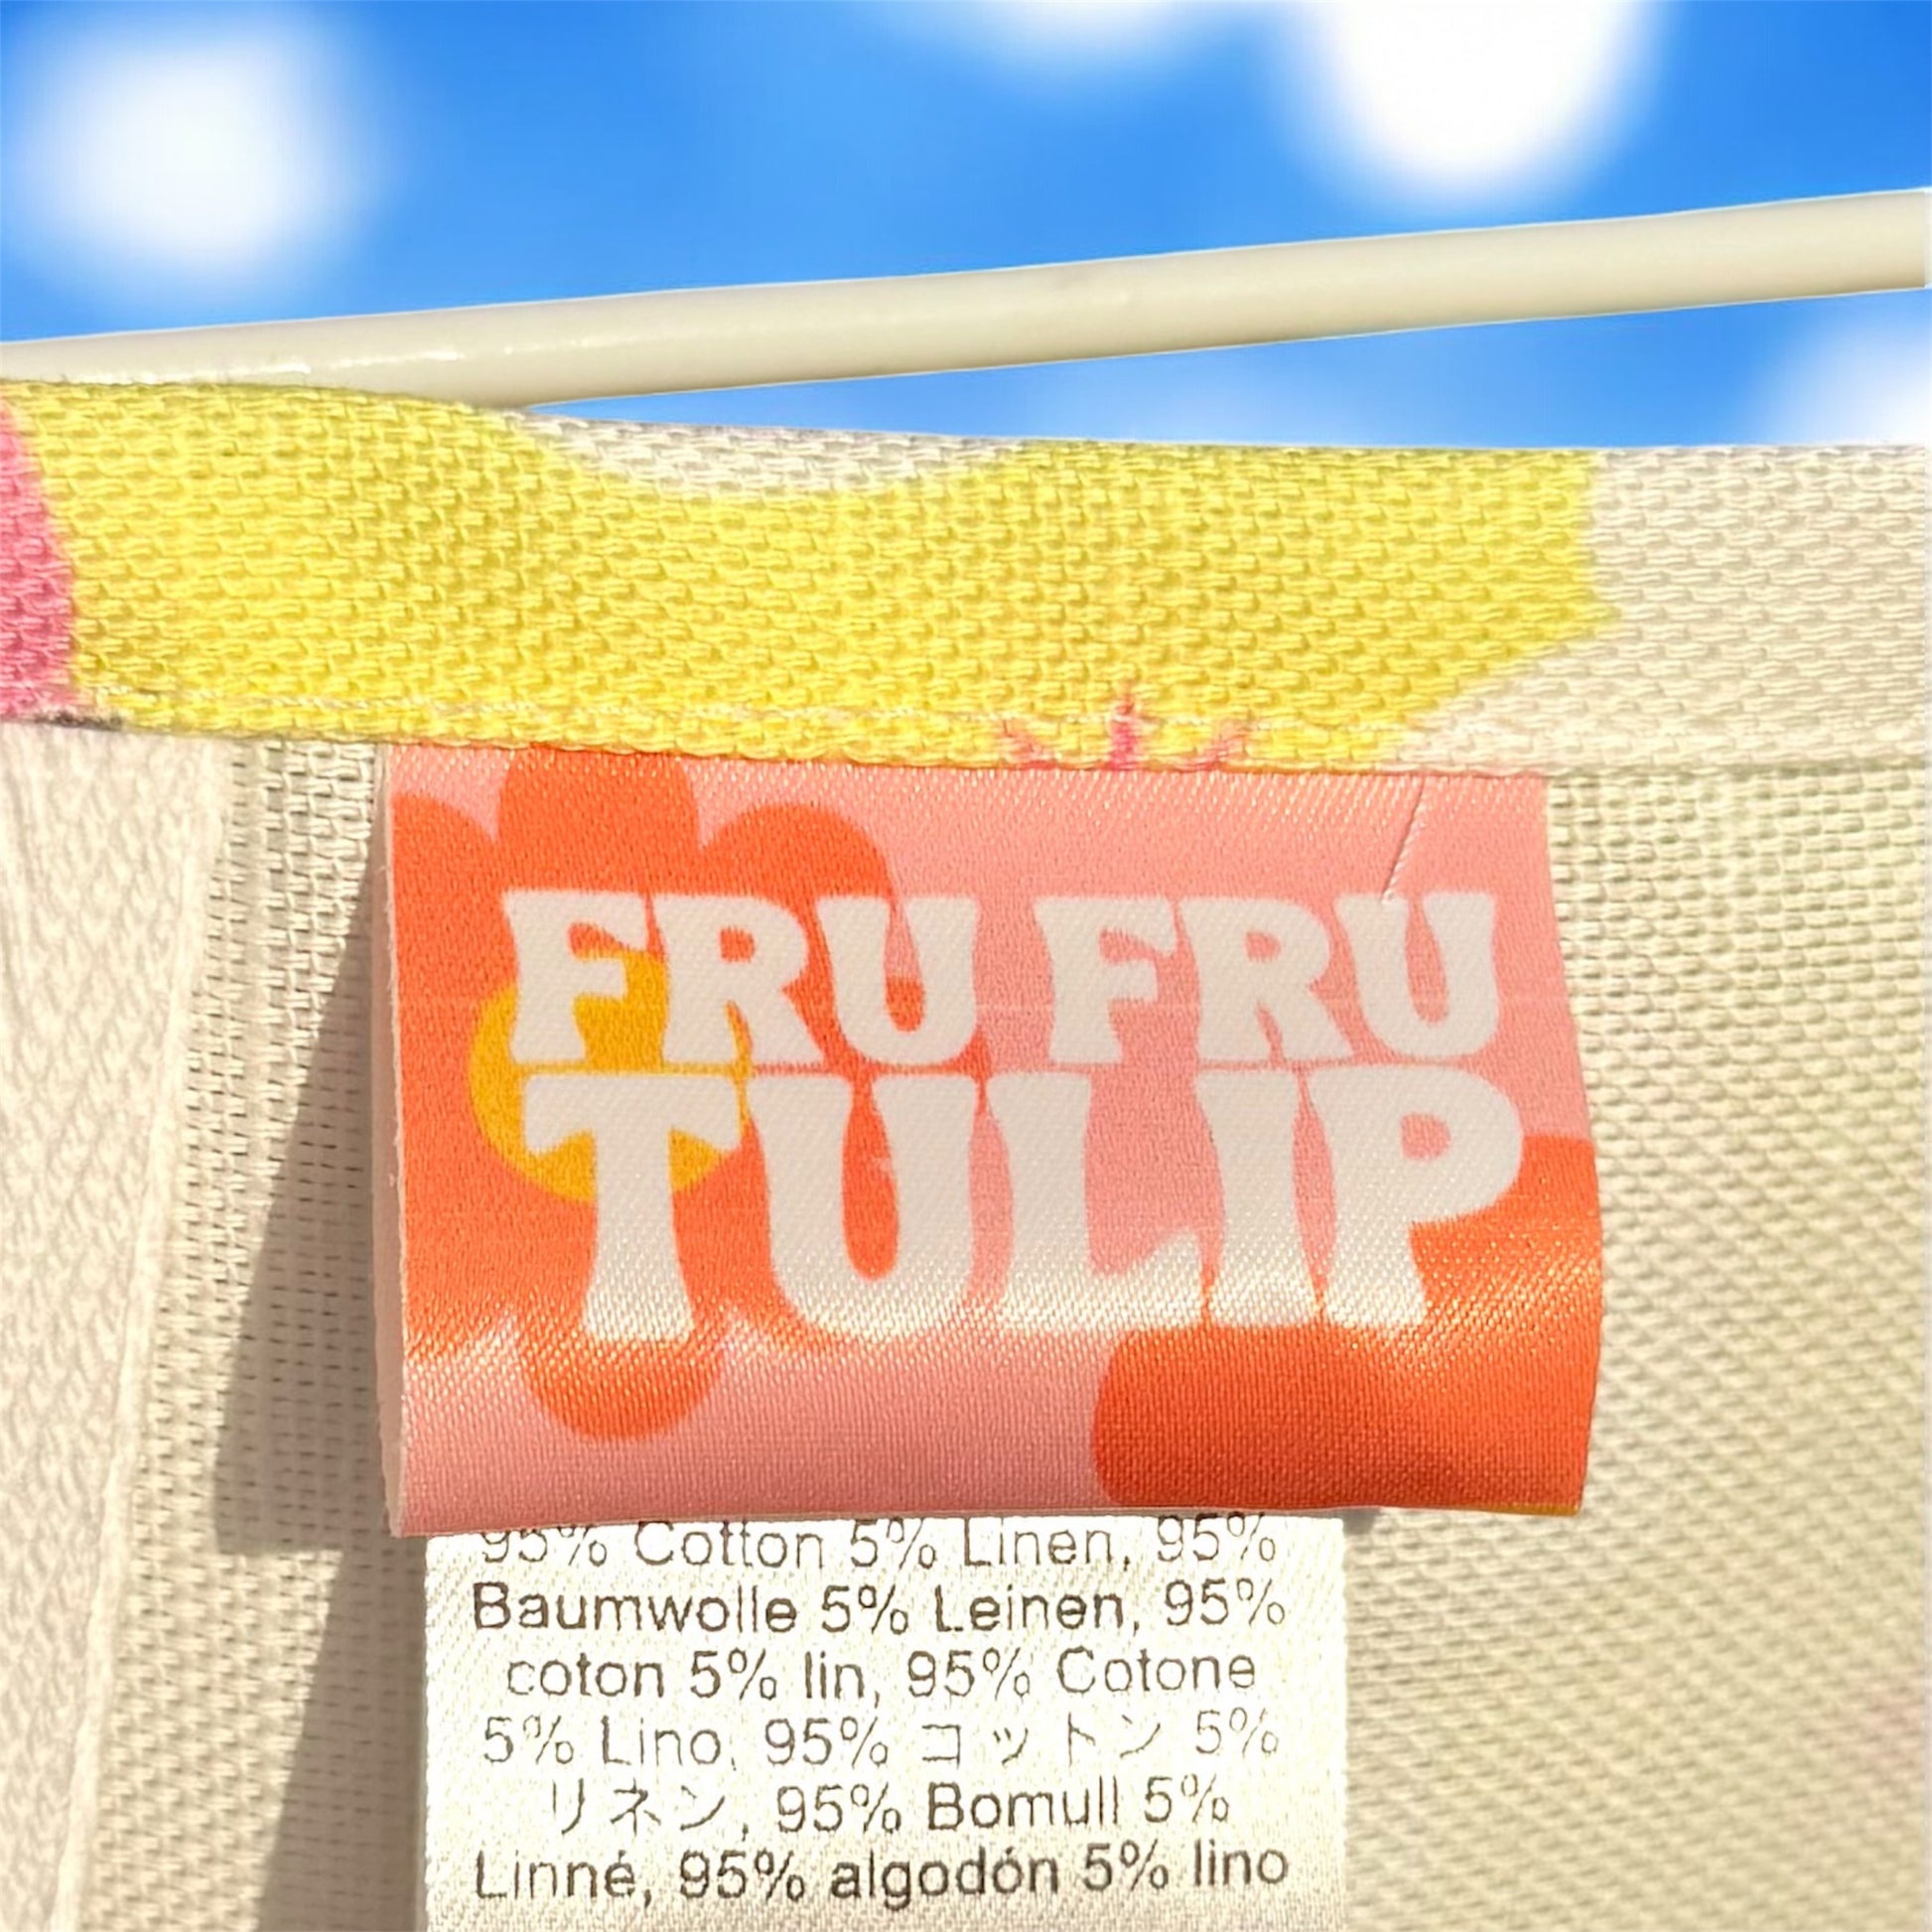 FRU FRU
TULIP
95% Cotton 5% Linen, 95%
Baumwolle 5% Leinen, 95%
coton 5% lin, 95% Cotone
5% Lino, 95% コットン 5%
リネン, 95% Bomull 5%
Linné, 95% algodón 5% lino